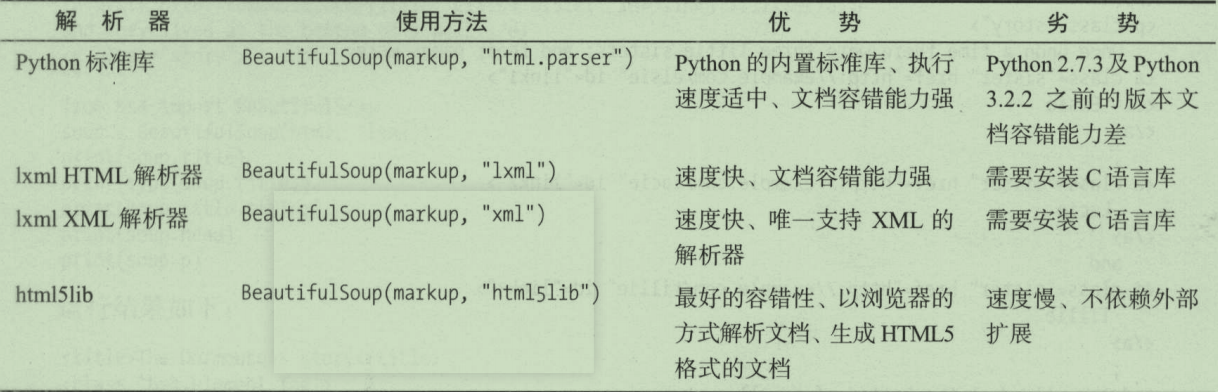 解 析 器 使用方法 优 势 劣 势
Python 标准库 BeautifulSoup(markup, "html.parser") Python 的内置标准库、执行 Python 2.7.3 及 Python
速度适中、文档容错能力强 3.2.2 之前的版本文
档容错能力差
lxml HTML 解析器 BeautifulSoup(markup, "lxml") 速度快、文档容错能力强 需要安装 C 语言库
lxml XML 解析器 BeautifulSoup(markup, "xml") 速度快、唯一支持 XML 的 需要安装 C 语言库
解析器
html5lib BeautifulSoup(markup, "html5lib") 最好的容错性、以浏览器的 速度慢、不依赖外部
方式解析文档、生成 HTML5 扩展
格式的文档